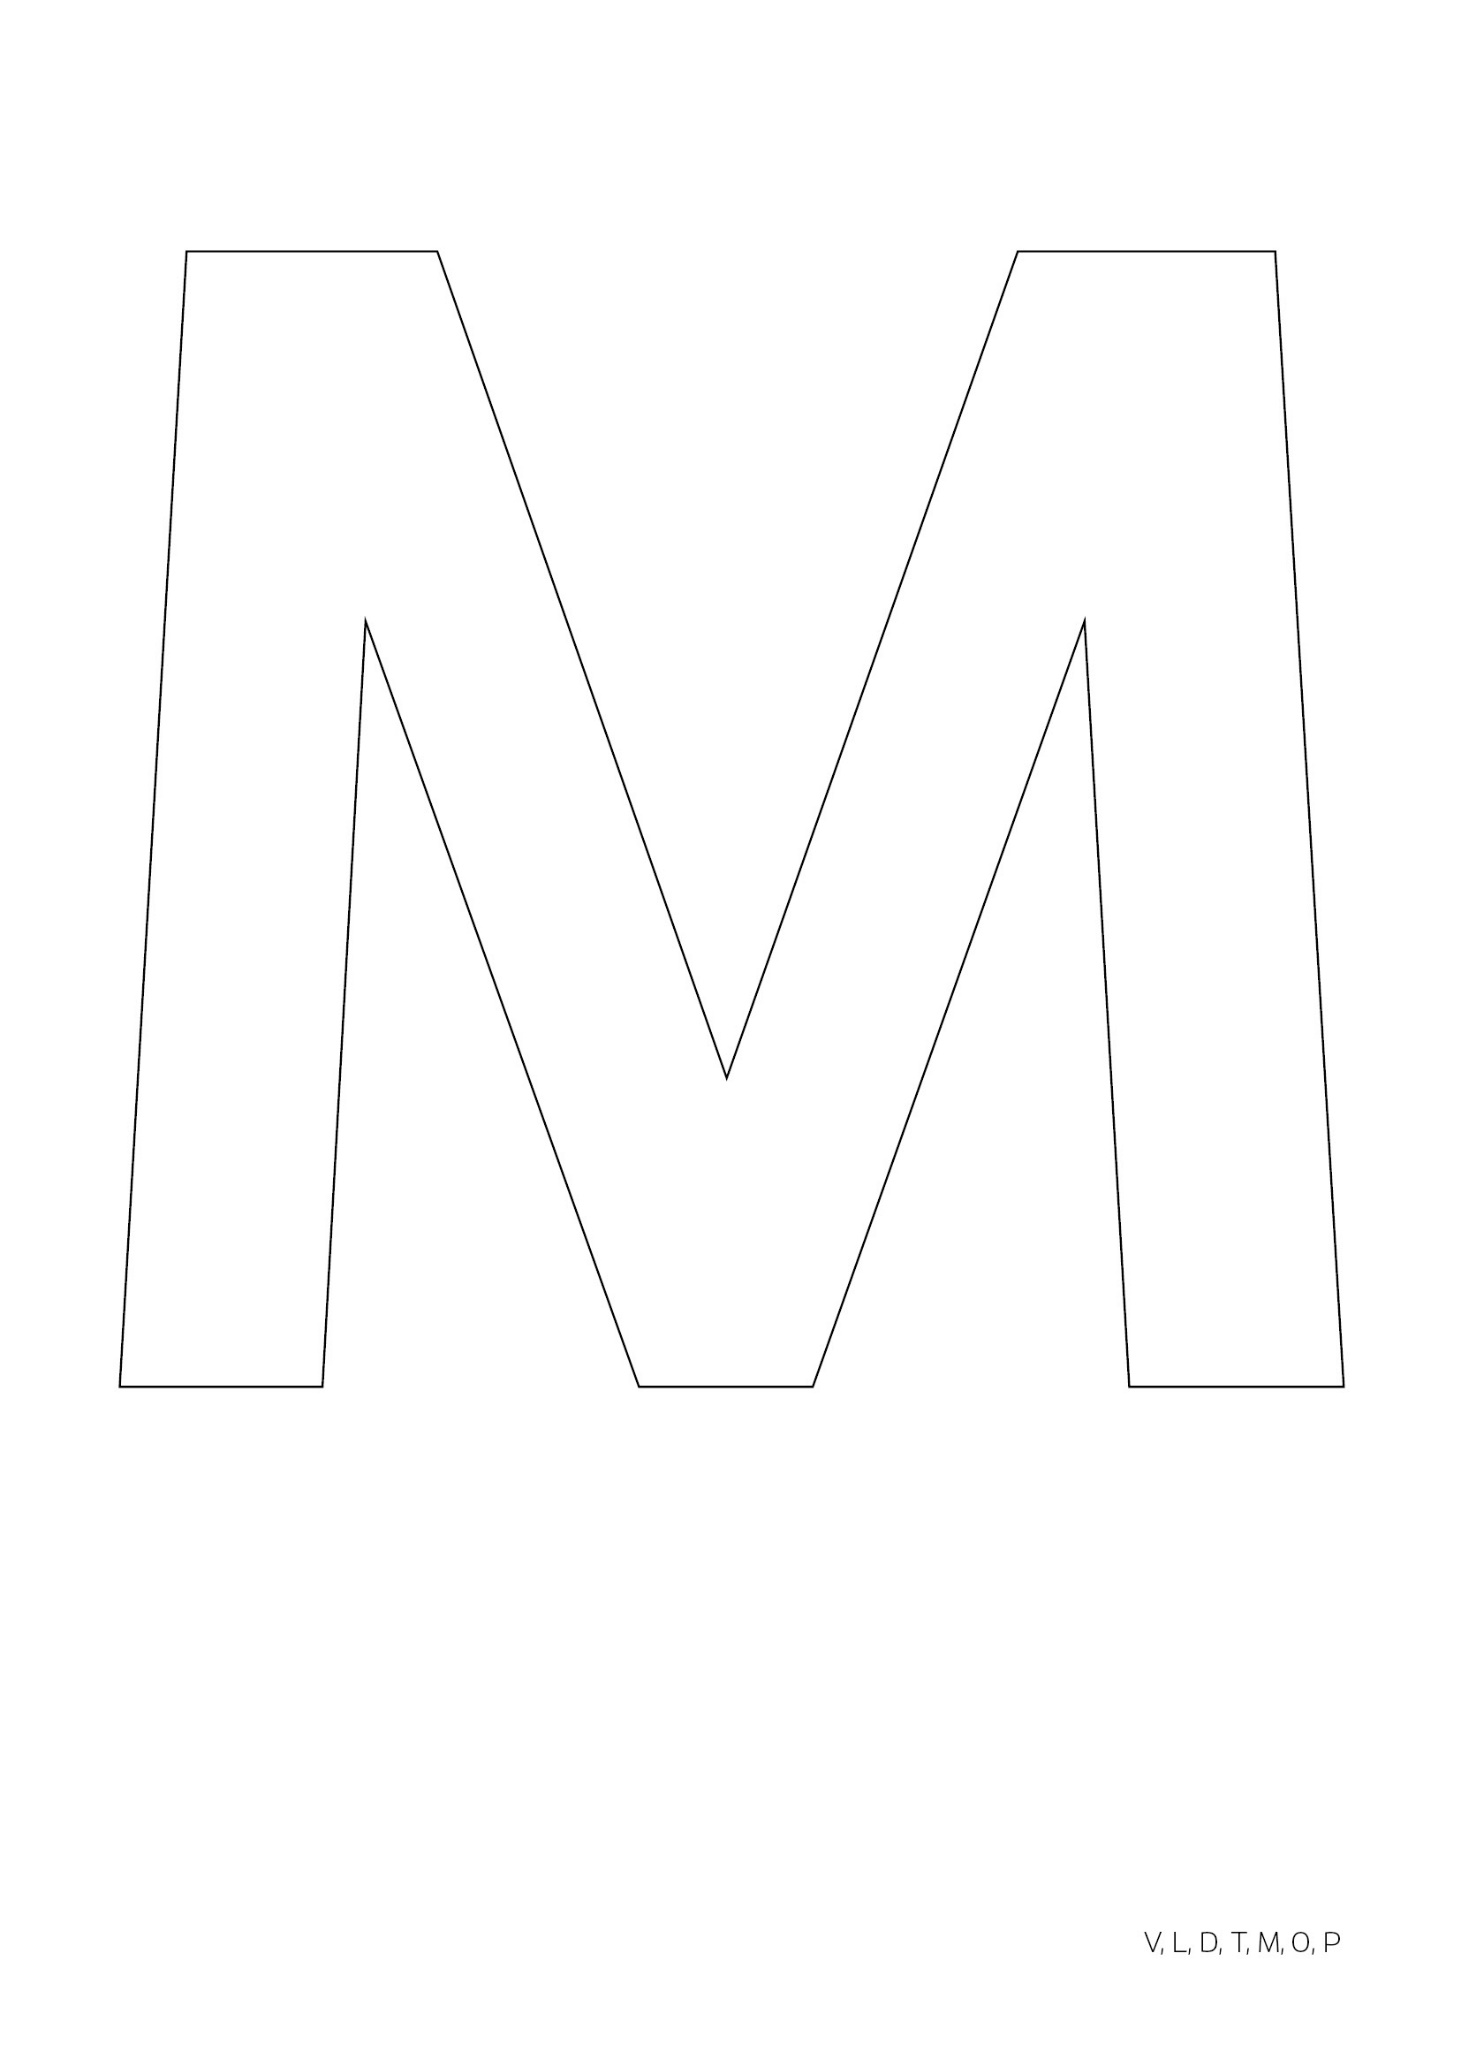 M
V, L, D, T, M, O, P